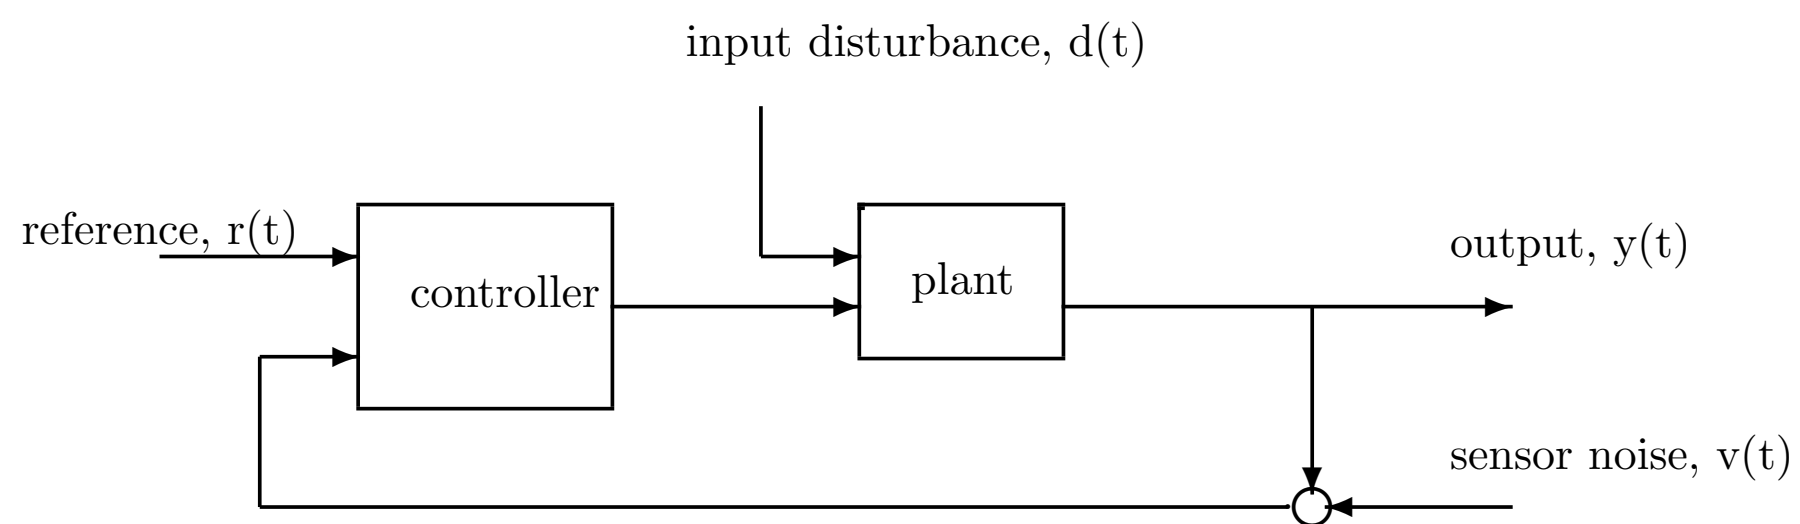 input disturbance, d(t)
reference, r(t)
controller
plant
output, y(t)
sensor noise, v(t)